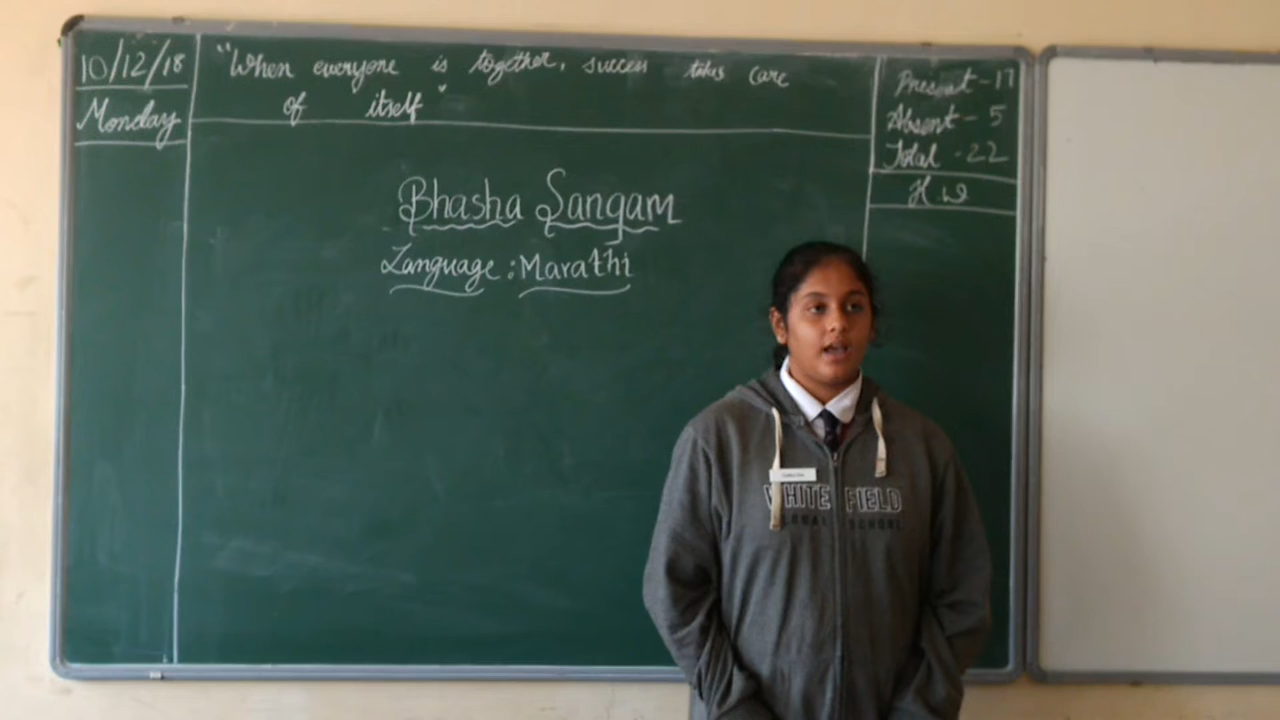 10/12/18
Monday
"When everyone is together, success takes care
of itself"
Present - 17
Absent - 5
Total - 22
H.W
Bhasha Sangam
Language : Marathi
WHITEFIELD
GLOBAL SCHOOL